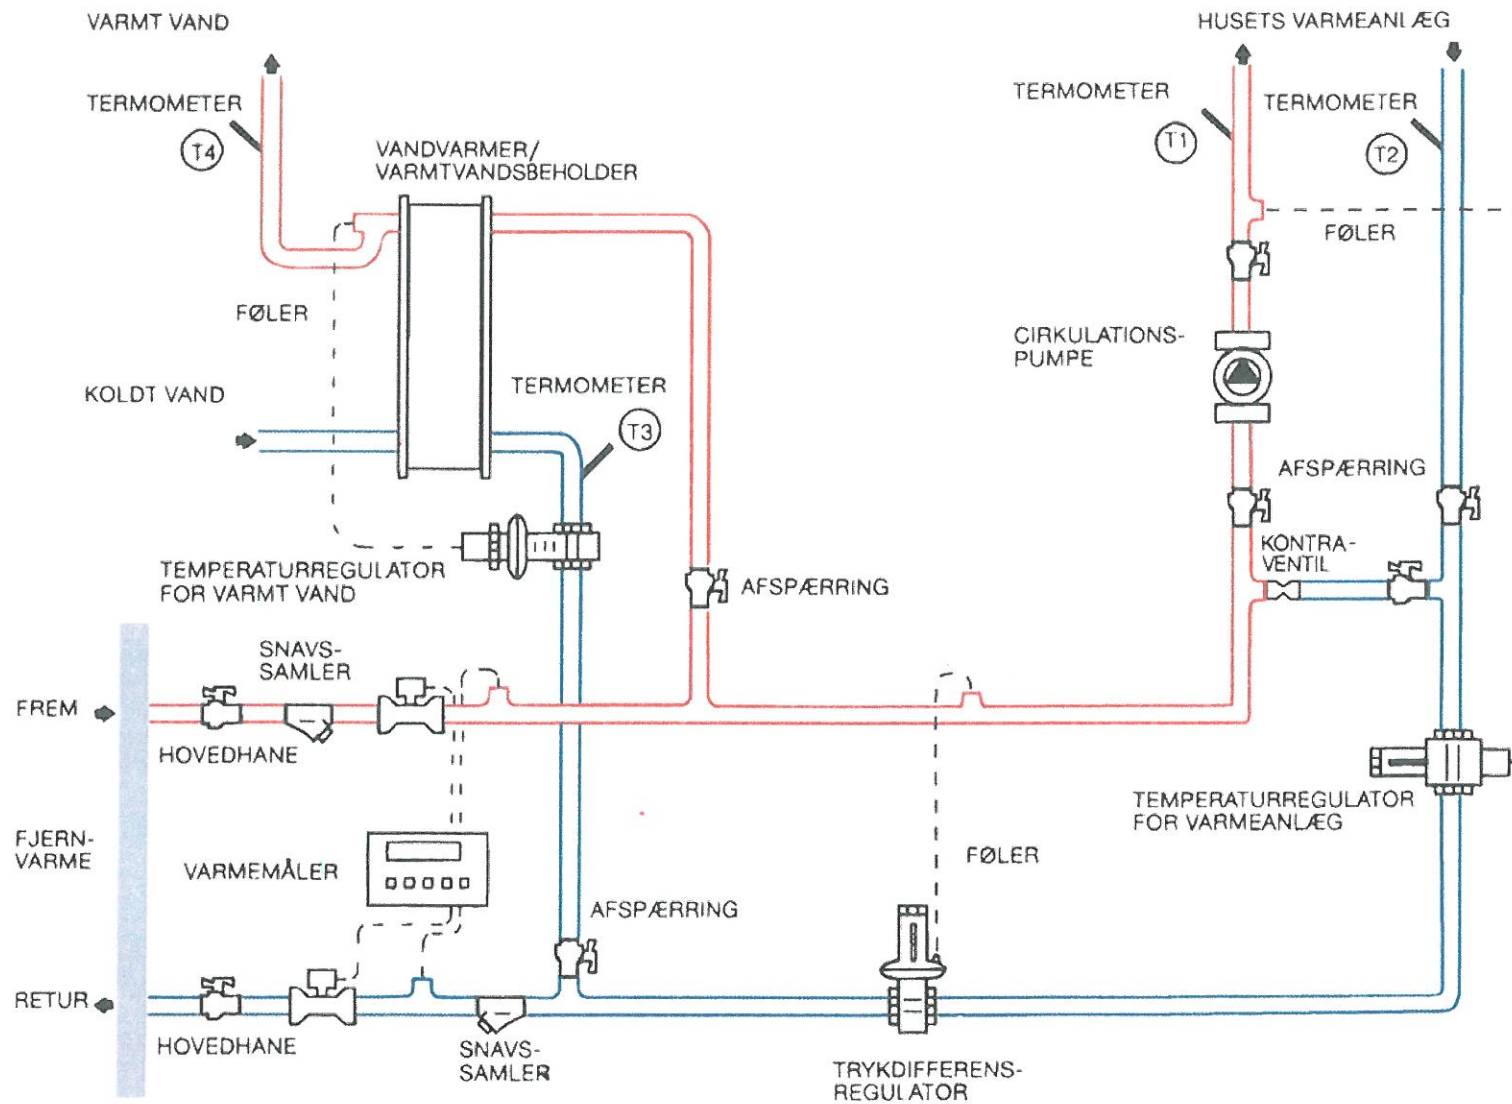 VARMT VAND
HUSETS VARMEANLÆG
TERMOMETER
T4
VANDVARMER/
VARMTVANDSBEHOLDER
TERMOMETER
T1
TERMOMETER
T2
FØLER
FØLER
CIRKULATIONS-
PUMPE
KOLDT VAND
TERMOMETER
T3
AFSPÆRRING
KONTRA-
VENTIL
TEMPERATURREGULATOR
FOR VARMT VAND
AFSPÆRRING
SNAVS-
SAMLER
FREM
HOVEDHANE
TEMPERATURREGULATOR
FOR VARMEANLÆG
FJERN-
VARME
VARMEMÅLER
FØLER
AFSPÆRRING
RETUR
HOVEDHANE
SNAVS-
SAMLER
TRYKDIFFERENS-
REGULATOR